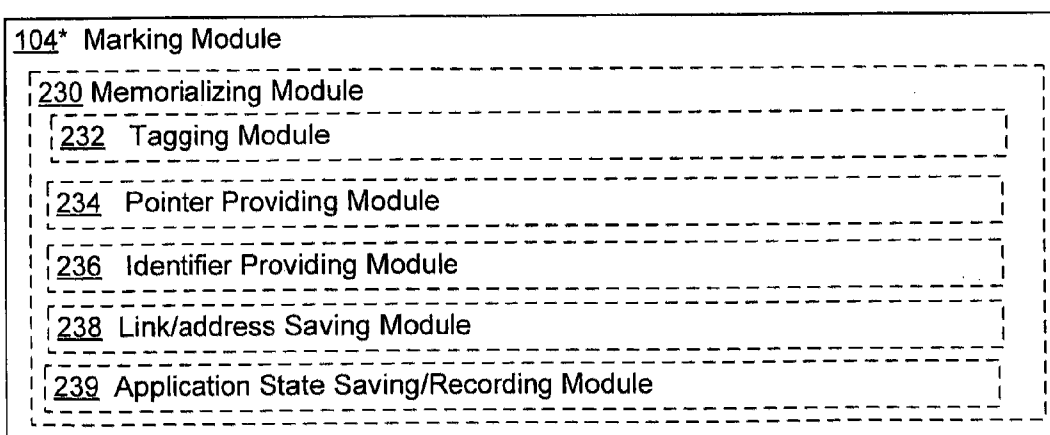 104* Marking Module
230 Memorializing Module
232 Tagging Module
234 Pointer Providing Module
236 Identifier Providing Module
238 Link/address Saving Module
239 Application State Saving/Recording Module